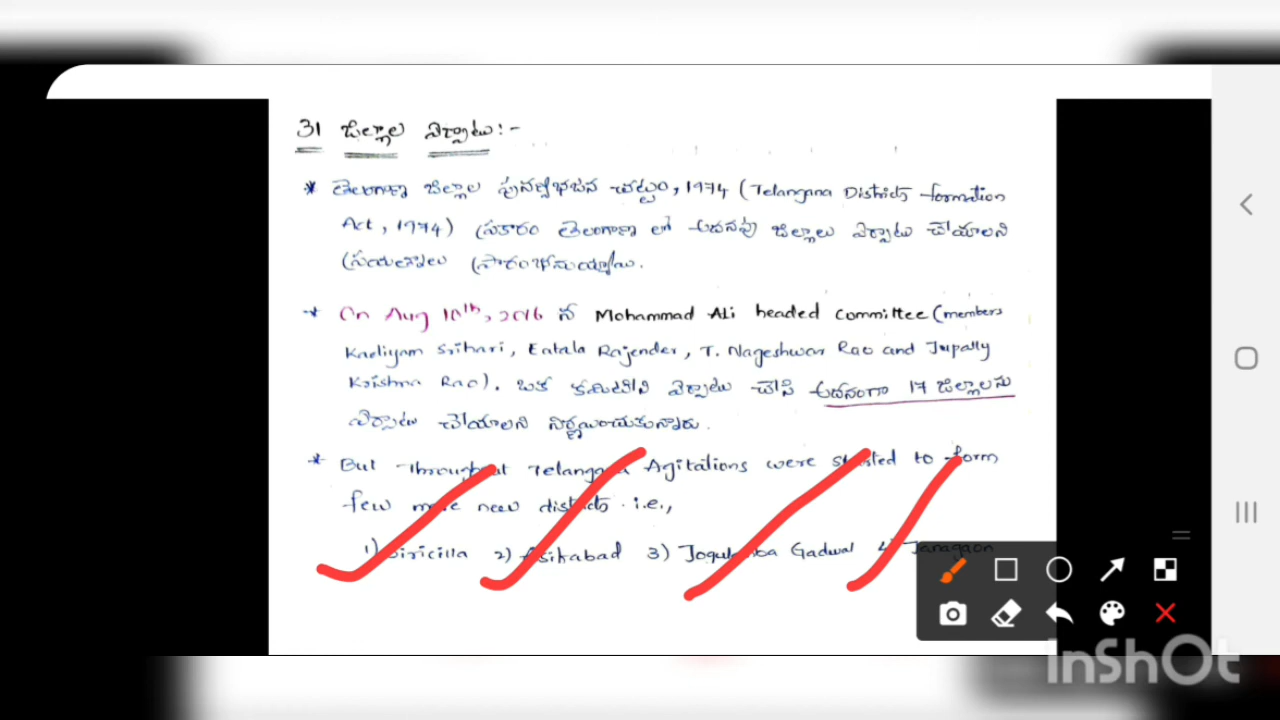 31 జిల్లాల ఏర్పాటు :-
* తెలంగాణ జిల్లాల పునర్విభజన చట్టం, 1974 (Telangana Districts formation
Act, 1974) ప్రకారం తెలంగాణ లో అదనపు జిల్లాలు ఏర్పాటు చేయాలని
ప్రయత్నాలు ప్రారంభమయ్యాయి.
* On Aug 10th, 2016 న Mohammad Ali headed committee (members
Kadiyam Srihari, Eatala Rajender, T. Nageshwar Rao and Jupally
Krishna Rao). ఒక కమిటీని ఏర్పాటు చేసి అదనంగా 17 జిల్లాలను
ఏర్పాటు చేయాలని నిర్ణయించుకున్నారు.
* But Throughout Telangana Agitations were started to form
few more new districts i.e.,
1) Siricilla 2) Asifabad 3) Jogulamba Gadwal 4) Janagaon
InShOt